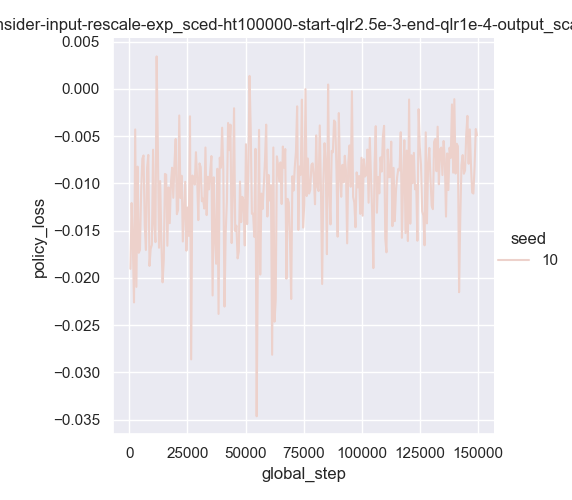 nsider-input-rescale-exp_sced-ht100000-start-qlr2.5e-3-end-qlr1e-4-output_sca
0.005
0.000
−0.005
−0.010
−0.015
−0.020
−0.025
−0.030
−0.035
policy_loss
0 25000 50000 75000 100000 125000 150000
global_step
seed
10